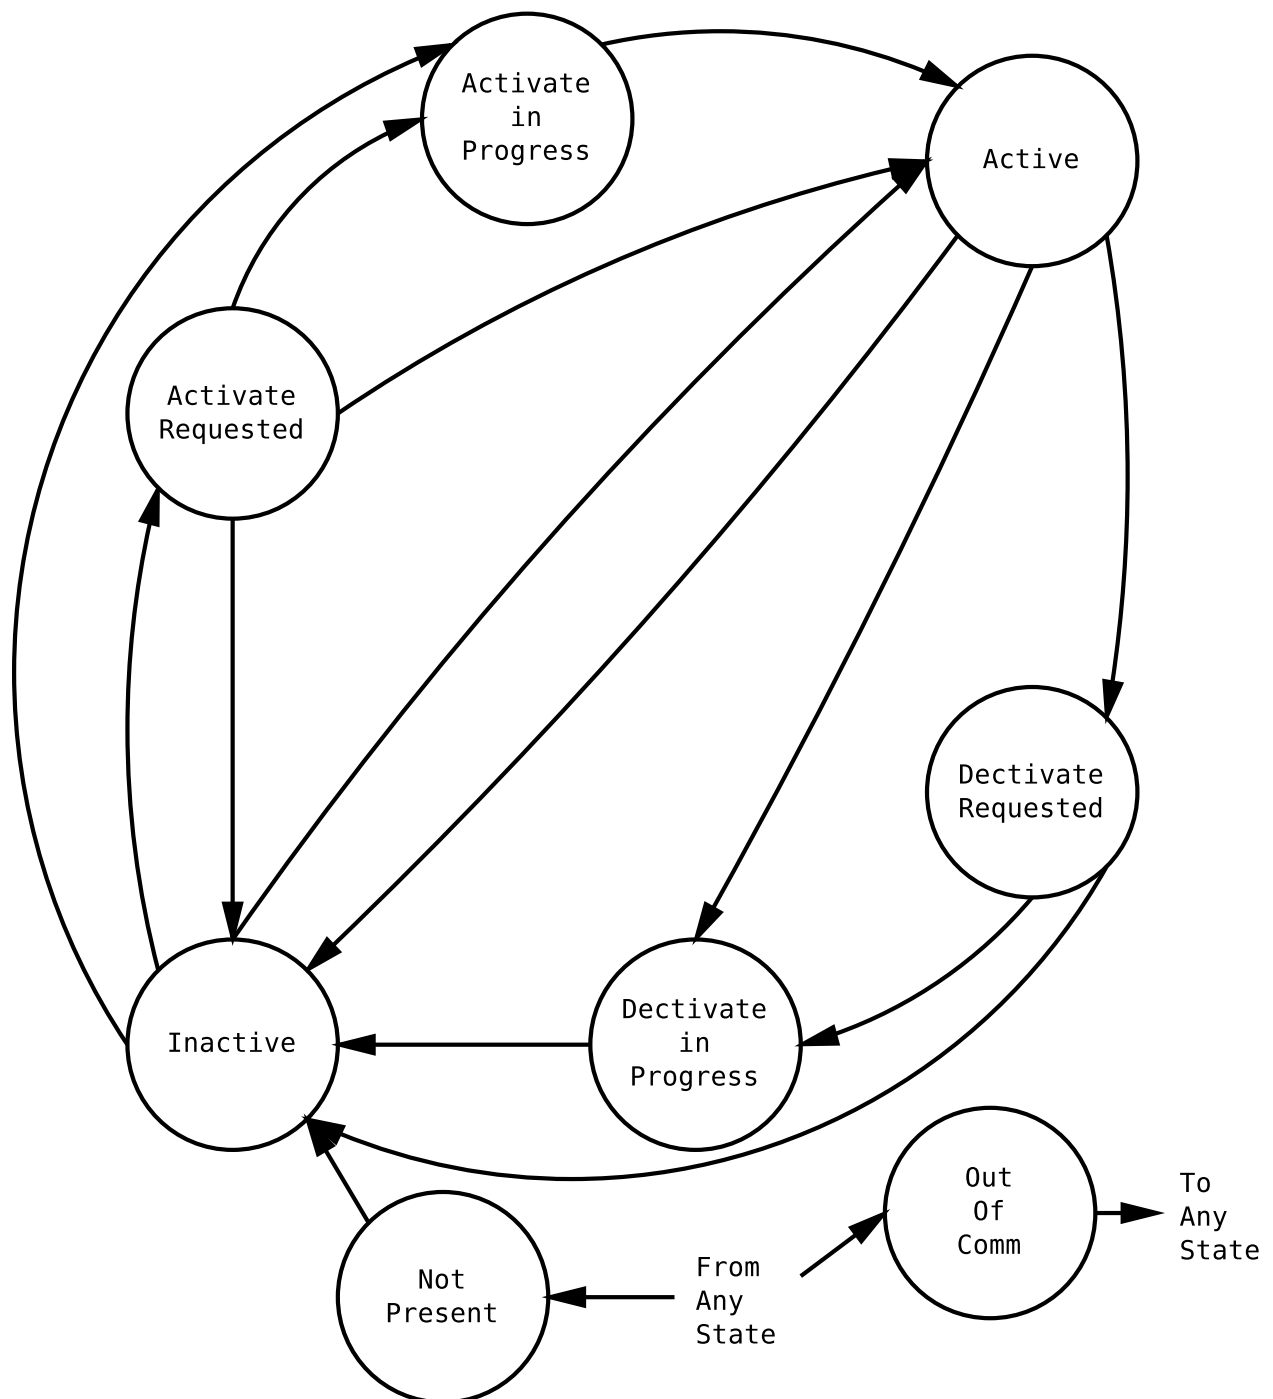 Activate
in
Progress
Active
Activate
Requested
Dectivate
Requested
Inactive
Dectivate
in
Progress
Out
Of
Comm
To
Any
State
Not
Present
From
Any
State